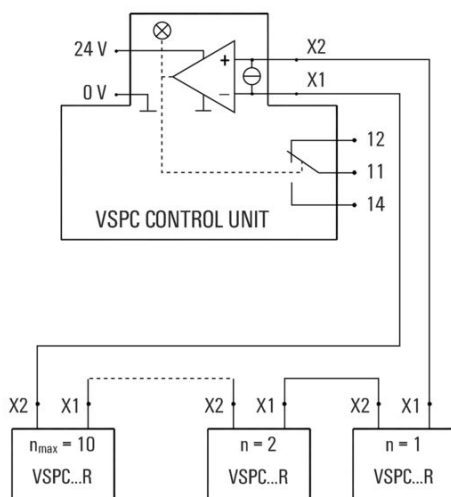 24 V
+
X2
0 V
–
X1
12
11
14
VSPC CONTROL UNIT
X2 X1 X2 X1 X2 X1
nmax = 10 n = 2 n = 1
VSPC...R VSPC...R VSPC...R